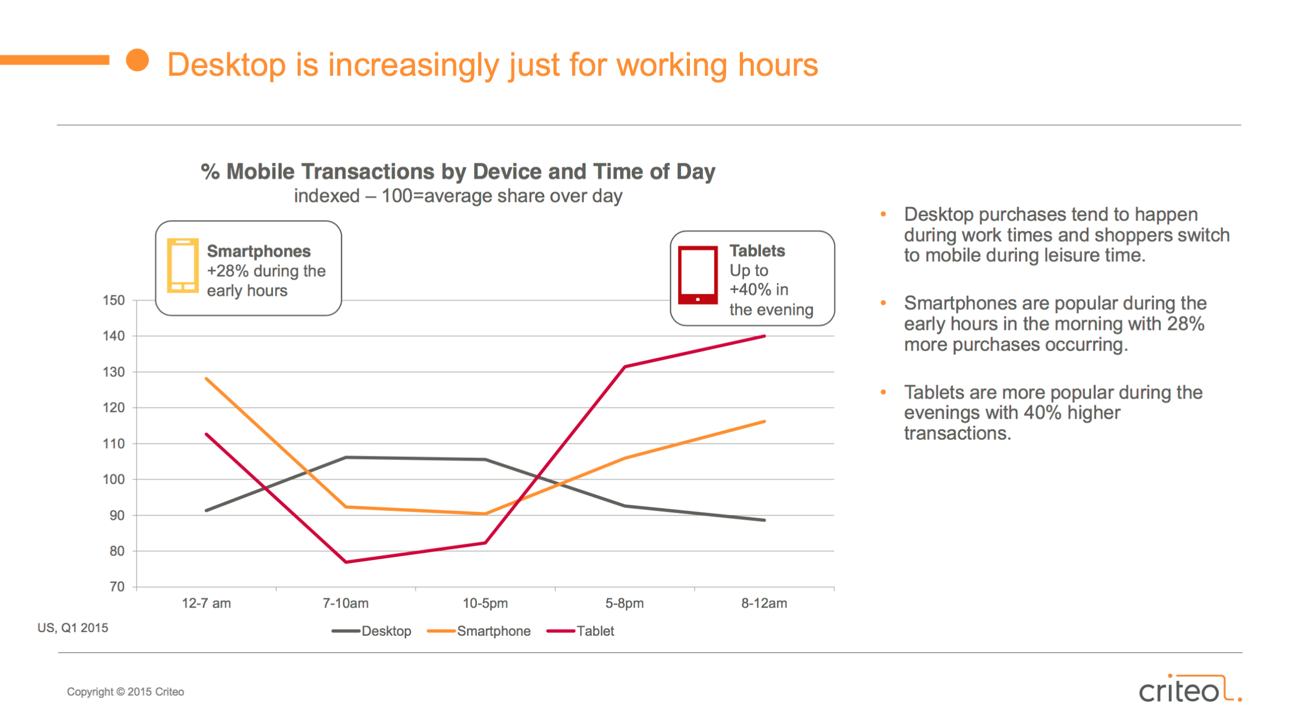 Desktop is increasingly just for working hours
% Mobile Transactions by Device and Time of Day
indexed – 100=average share over day
Smartphones
+28% during the
early hours
Tablets
Up to
+40% in
the evening
150
140
130
120
110
100
90
80
70
12-7 am
7-10am
10-5pm
5-8pm
8-12am
Desktop
Smartphone
Tablet
US, Q1 2015
• Desktop purchases tend to happen
during work times and shoppers switch
to mobile during leisure time.
• Smartphones are popular during the
early hours in the morning with 28%
more purchases occurring.
• Tablets are more popular during the
evenings with 40% higher
transactions.
Copyright © 2015 Criteo
criteo